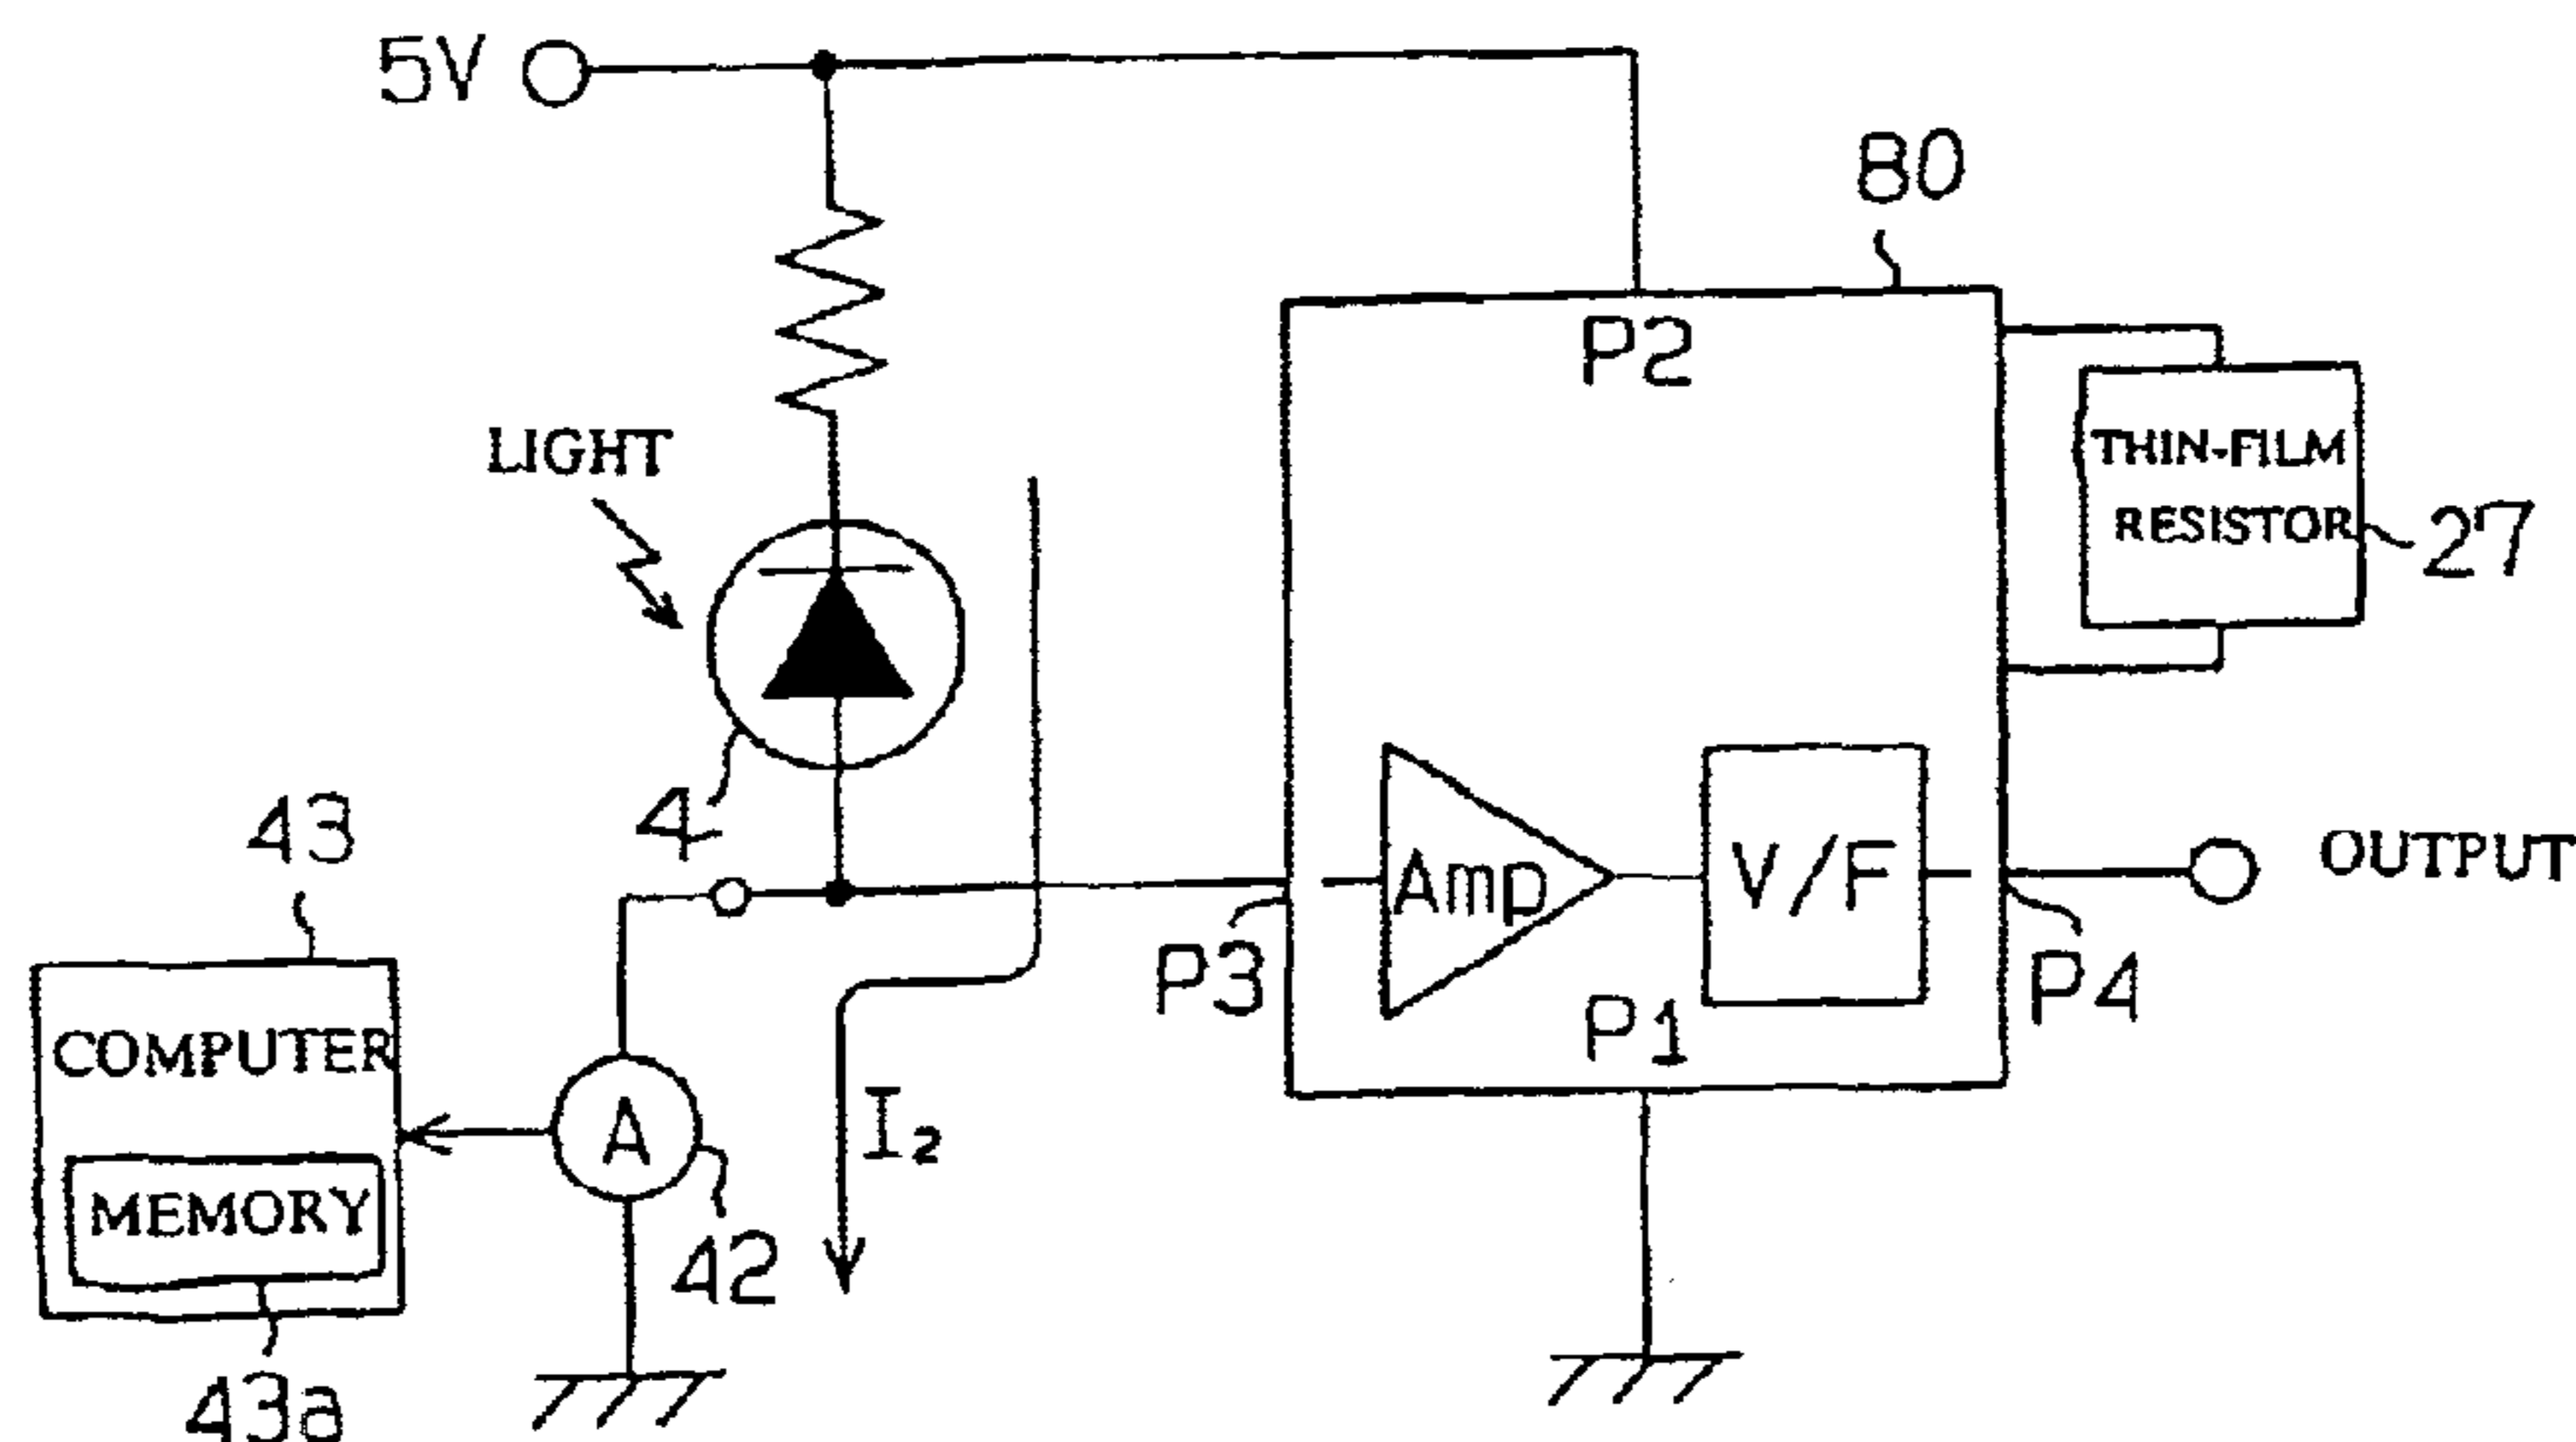 5V
80
P2
LIGHT
THIN-FILM
RESISTOR
27
4
43
Amp
V/F
OUTPUT
P3
P4
P1
COMPUTER
A
I₂
MEMORY
42
43a